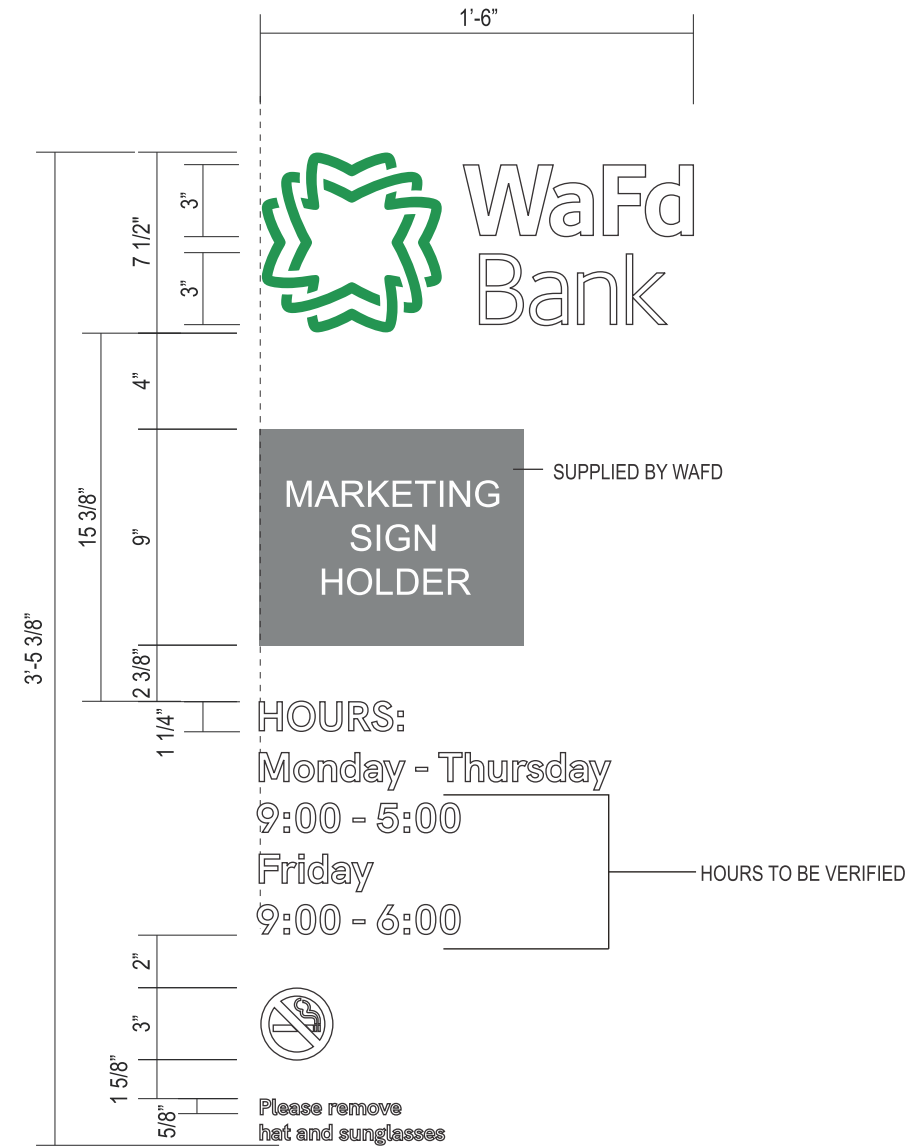 1’-6”
WaFd
Bank
3”
7 1/2"
3”
4”
MARKETING
SIGN
HOLDER
SUPPLIED BY WAFD
15 3/8”
9”
3’-5 3/8”
2 3/8”
1 1/4”
HOURS:
Monday - Thursday
9:00 - 5:00
Friday
9:00 - 6:00
HOURS TO BE VERIFIED
2”
3”
1 5/8”
5/8”
Please remove
hat and sunglasses